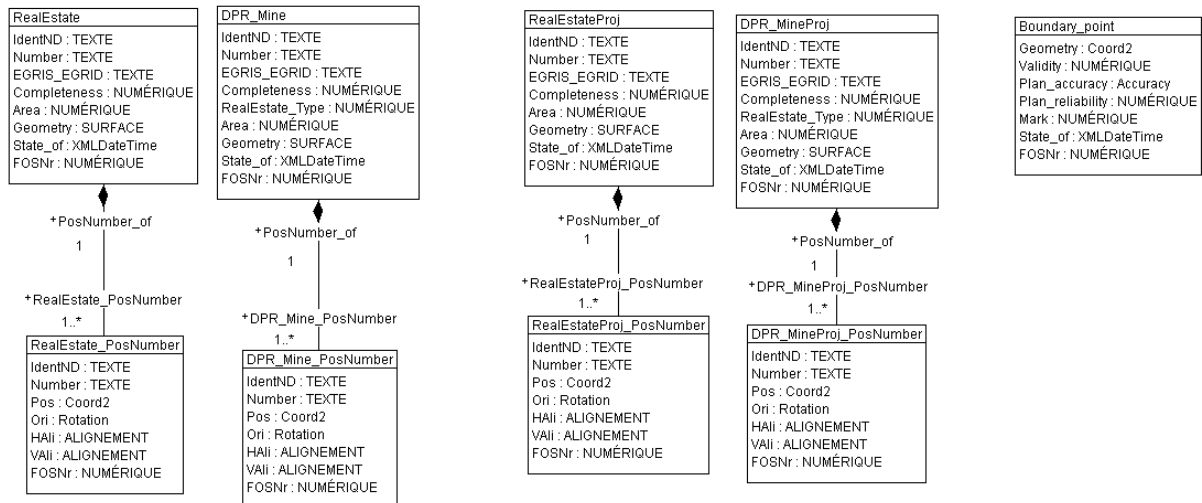 RealEstate
IdentND : TEXTE
Number : TEXTE
EGRIS_EGRID : TEXTE
Completeness : NUMÉRIQUE
Area : NUMÉRIQUE
Geometry : SURFACE
State_of : XMLDateTime
FOSNr : NUMÉRIQUE
+PosNumber_of
1
+RealEstate_PosNumber
1..*
RealEstate_PosNumber
IdentND : TEXTE
Number : TEXTE
Pos : Coord2
Ori : Rotation
HAli : ALIGNEMENT
VAli : ALIGNEMENT
FOSNr : NUMÉRIQUE
DPR_Mine
IdentND : TEXTE
Number : TEXTE
EGRIS_EGRID : TEXTE
Completeness : NUMÉRIQUE
RealEstate_Type : NUMÉRIQUE
Area : NUMÉRIQUE
Geometry : SURFACE
State_of : XMLDateTime
FOSNr : NUMÉRIQUE
+PosNumber_of
1
+DPR_Mine_PosNumber
1..*
DPR_Mine_PosNumber
IdentND : TEXTE
Number : TEXTE
Pos : Coord2
Ori : Rotation
HAli : ALIGNEMENT
VAli : ALIGNEMENT
FOSNr : NUMÉRIQUE
RealEstateProj
IdentND : TEXTE
Number : TEXTE
EGRIS_EGRID : TEXTE
Completeness : NUMÉRIQUE
Area : NUMÉRIQUE
Geometry : SURFACE
State_of : XMLDateTime
FOSNr : NUMÉRIQUE
+PosNumber_of
1
+RealEstateProj_PosNumber
1..*
RealEstateProj_PosNumber
IdentND : TEXTE
Number : TEXTE
Pos : Coord2
Ori : Rotation
HAli : ALIGNEMENT
VAli : ALIGNEMENT
FOSNr : NUMÉRIQUE
DPR_MineProj
IdentND : TEXTE
Number : TEXTE
EGRIS_EGRID : TEXTE
Completeness : NUMÉRIQUE
RealEstate_Type : NUMÉRIQUE
Area : NUMÉRIQUE
Geometry : SURFACE
State_of : XMLDateTime
FOSNr : NUMÉRIQUE
+PosNumber_of
1
+DPR_MineProj_PosNumber
1..*
DPR_MineProj_PosNumber
IdentND : TEXTE
Number : TEXTE
Pos : Coord2
Ori : Rotation
HAli : ALIGNEMENT
VAli : ALIGNEMENT
FOSNr : NUMÉRIQUE
Boundary_point
Geometry : Coord2
Validity : NUMÉRIQUE
Plan_accuracy : Accuracy
Plan_reliability : NUMÉRIQUE
Mark : NUMÉRIQUE
State_of : XMLDateTime
FOSNr : NUMÉRIQUE